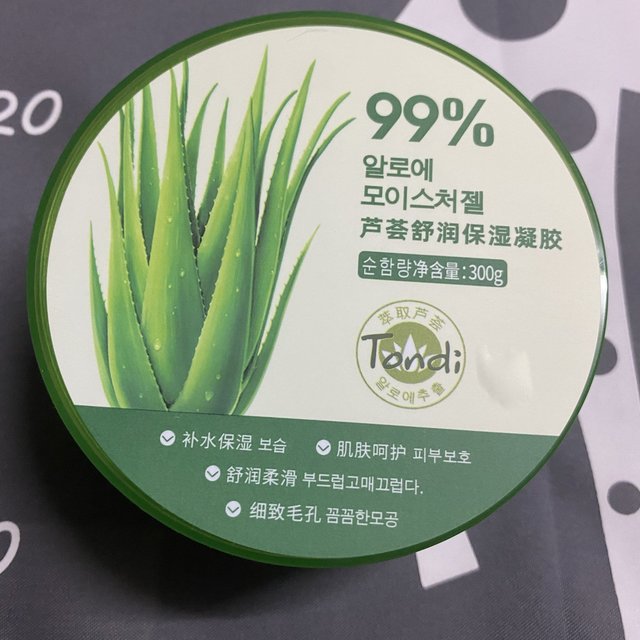 20
99%
알로에
모이스처젤
芦荟舒润保湿凝胶
순함량净含量:300g
萃取芦荟
Tondi
알로에추출
补水保湿 보습
肌肤呵护 피부보호
舒润柔滑 부드럽고매끄럽다.
细致毛孔 꼼꼼한모공
20